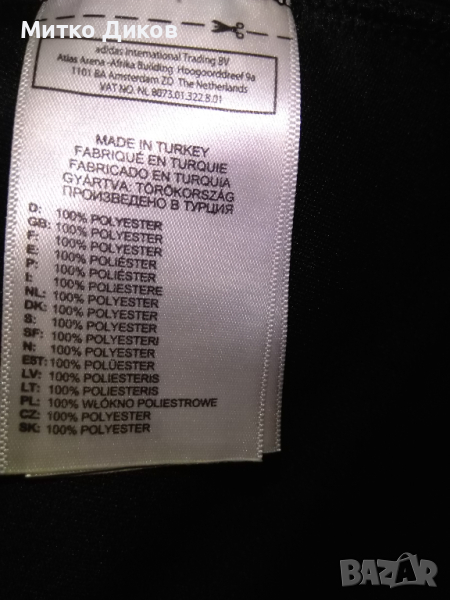 Митко Диков
adidas International Trading BV
Atlas Arena -Afrika Building Hoogoorddreef 9a
1101 BA Amsterdam ZO The Netherlands
VAT NO. NL 8073.01.322.B.01
MADE IN TURKEY
FABRIQUÉ EN TURQUIE
FABRICADO EN TURQUIA
GYÁRTVA: TÖRÖKORSZÁG
ПРОИЗВЕДЕНО В ТУРЦИЯ
D: 100% POLYESTER
GB: 100% POLYESTER
F: 100% POLYESTER
E: 100% POLIÉSTER
P: 100% POLIÉSTER
I: 100% POLIESTERE
NL: 100% POLYESTER
DK: 100% POLYESTER
S: 100% POLYESTER
SF: 100% POLYESTERI
N: 100% POLYESTER
EST: 100% POLÜESTER
LV: 100% POLIESTERIS
LT: 100% POLIESTERIS
PL: 100% WŁÓKNO POLIESTROWE
CZ: 100% POLYESTER
SK: 100% POLYESTER
BAZAR